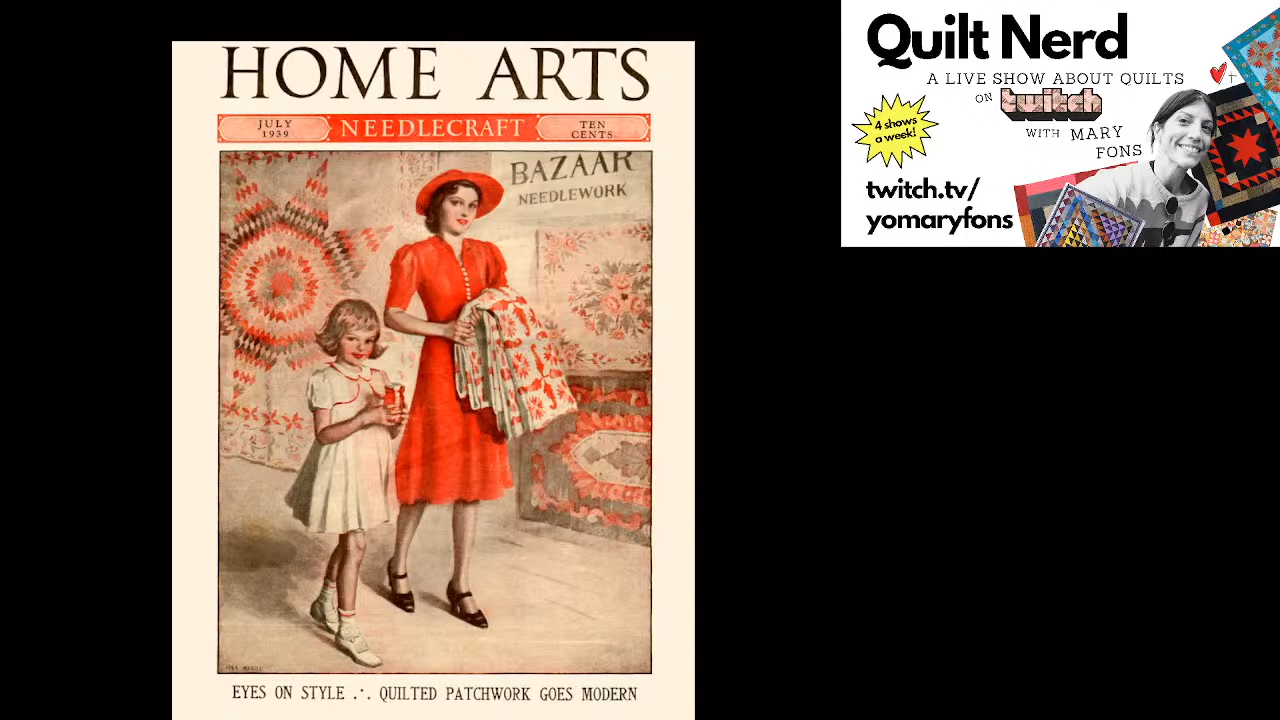 HOME ARTS
JULY
1939
NEEDLECRAFT
TEN
CENTS
BAZAAR
NEEDLEWORK
EYES ON STYLE .·. QUILTED PATCHWORK GOES MODERN
Quilt Nerd
A LIVE SHOW ABOUT QUILTS
ON twitch
WITH MARY
FONS
4 shows
a week!
twitch.tv/
yomaryfons